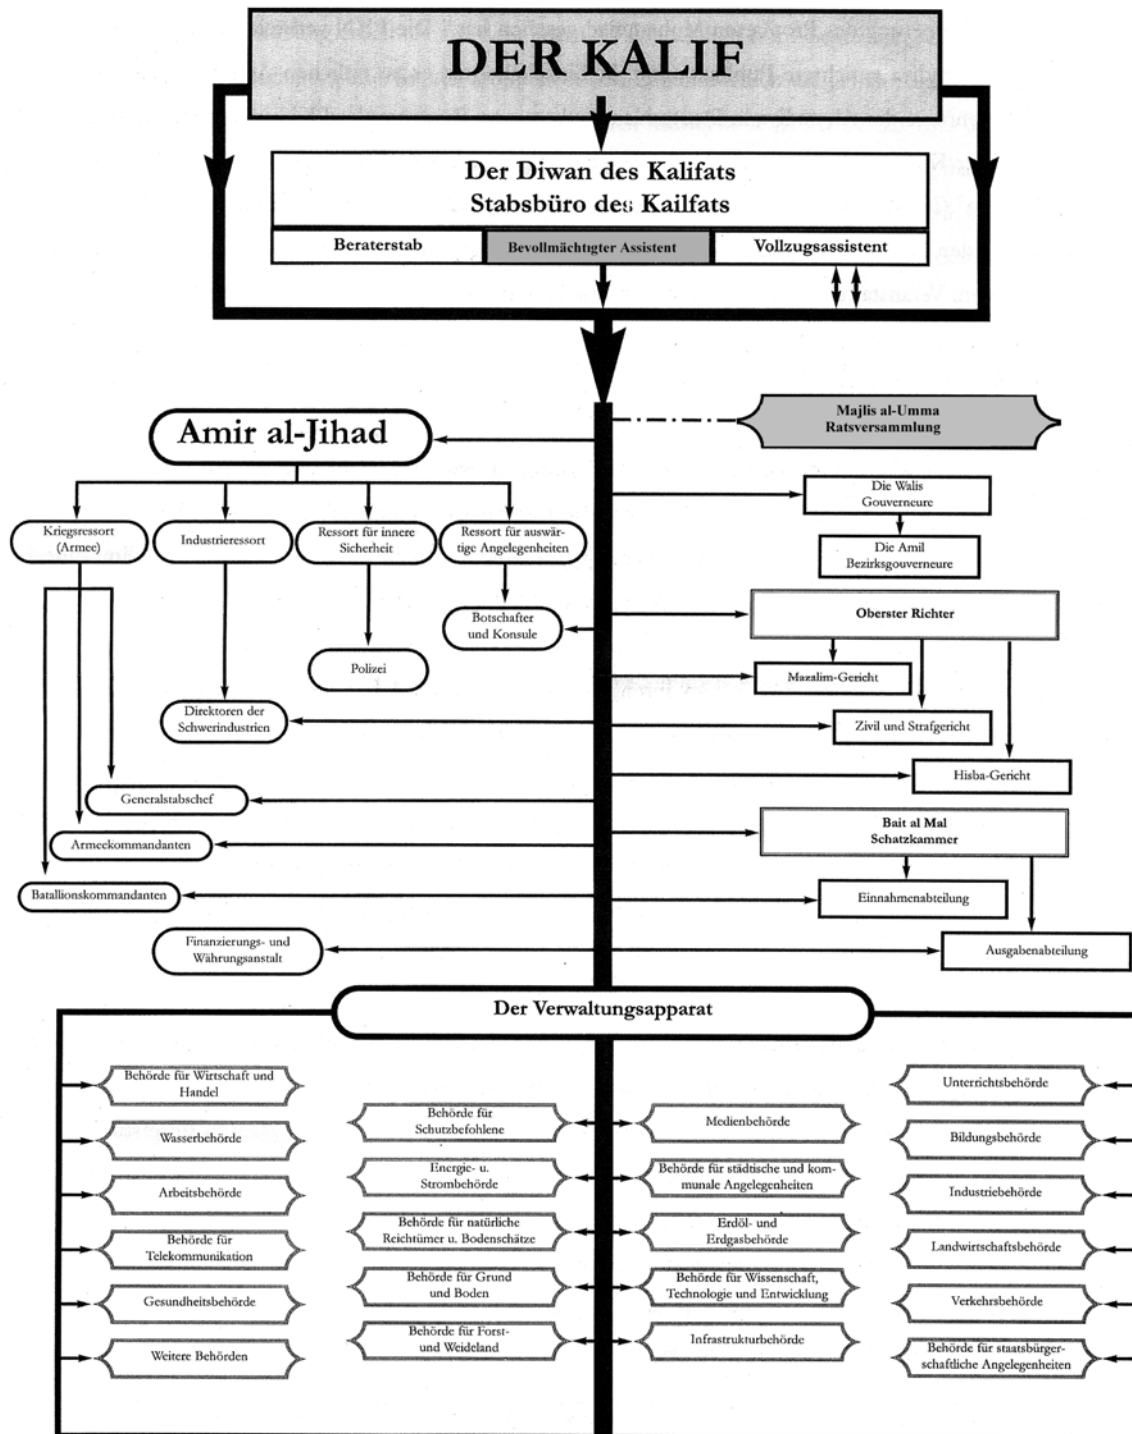 DER KALIF
Der Diwan des Kalifats
Stabsbüro des Kailfats
Beraterstab
Bevollmächtigter Assistent
Vollzugsassistent
Amir al-Jihad
Majlis al-Umma
Ratsversammlung
Kriegsressort
(Armee)
Industrieressort
Ressort für innere
Sicherheit
Ressort für auswär-
tige Angelegenheiten
Die Walis
Gouverneure
Die Amil
Bezirksgouverneure
Botschafter
und Konsule
Oberster Richter
Polizei
Mazalim-Gericht
Direktoren der
Schwerindustrien
Zivil und Strafgericht
Hisba-Gericht
Generalstabschef
Armeekommandanten
Bait al Mal
Schatzkammer
Batallionskommandanten
Einnahmenabteilung
Finanzierungs- und
Währungsanstalt
Ausgabenabteilung
Der Verwaltungsapparat
Behörde für Wirtschaft und
Handel
Wasserbehörde
Arbeitsbehörde
Behörde für
Telekommunikation
Gesundheitsbehörde
Weitere Behörden
Behörde für
Schutzbefohlene
Energie- u.
Strombehörde
Behörde für natürliche
Reichtümer u. Bodenschätze
Behörde für Grund
und Boden
Behörde für Forst-
und Weideland
Medienbehörde
Behörde für städtische und kom-
munale Angelegenheiten
Erdöl- und
Erdgasbehörde
Behörde für Wissenschaft,
Technologie und Entwicklung
Infrastrukturbehörde
Unterrichtsbehörde
Bildungsbehörde
Industriebehörde
Landwirtschaftsbehörde
Verkehrsbehörde
Behörde für staatsbürger-
schaftliche Angelegenheiten